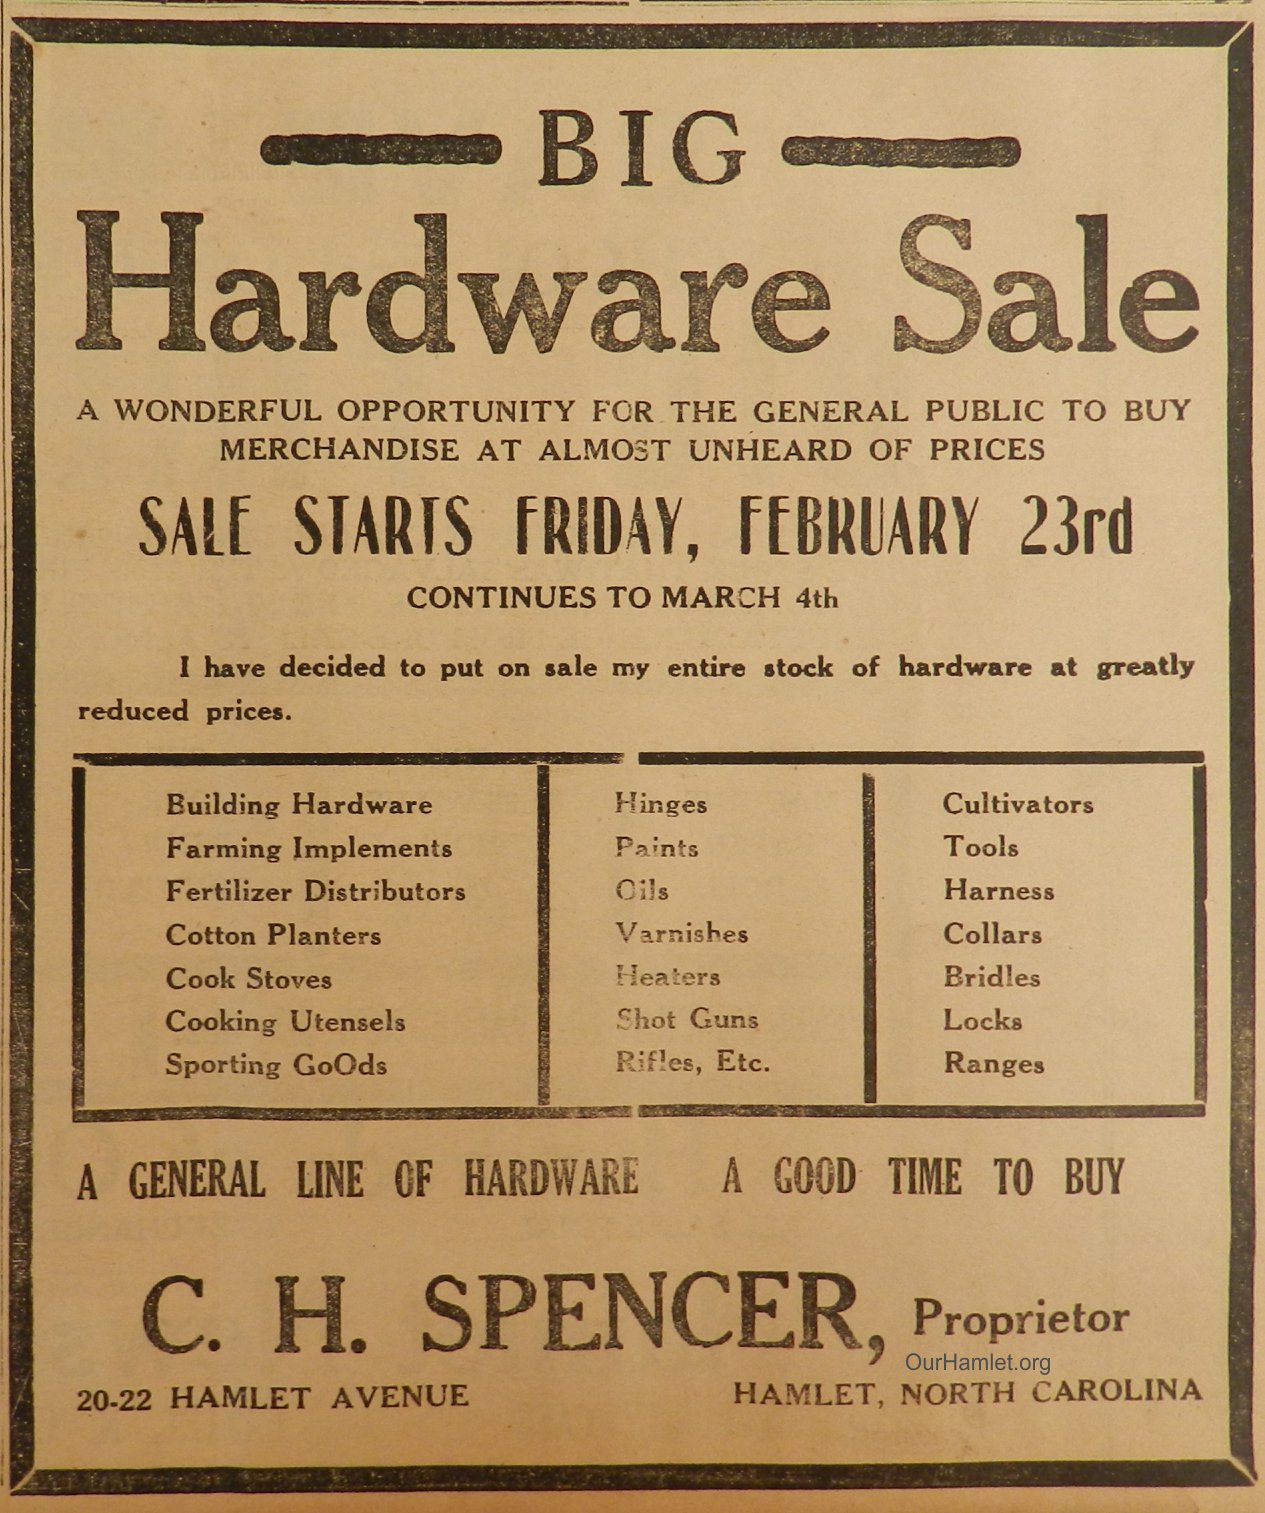 BIG
Hardware Sale
A WONDERFUL OPPORTUNITY FOR THE GENERAL PUBLIC TO BUY
MERCHANDISE AT ALMOST UNHEARD OF PRICES
SALE STARTS FRIDAY, FEBRUARY 23rd
CONTINUES TO MARCH 4th
I have decided to put on sale my entire stock of hardware at greatly
reduced prices.
Building Hardware
Farming Implements
Fertilizer Distributors
Cotton Planters
Cook Stoves
Cooking Utensels
Sporting GoOds
Hinges
Paints
Oils
Varnishes
Heaters
Shot Guns
Rifles, Etc.
Cultivators
Tools
Harness
Collars
Bridles
Locks
Ranges
A GENERAL LINE OF HARDWARE A GOOD TIME TO BUY
C. H. SPENCER, Proprietor
OurHamlet.org
20-22 HAMLET AVENUE HAMLET, NORTH CAROLINA